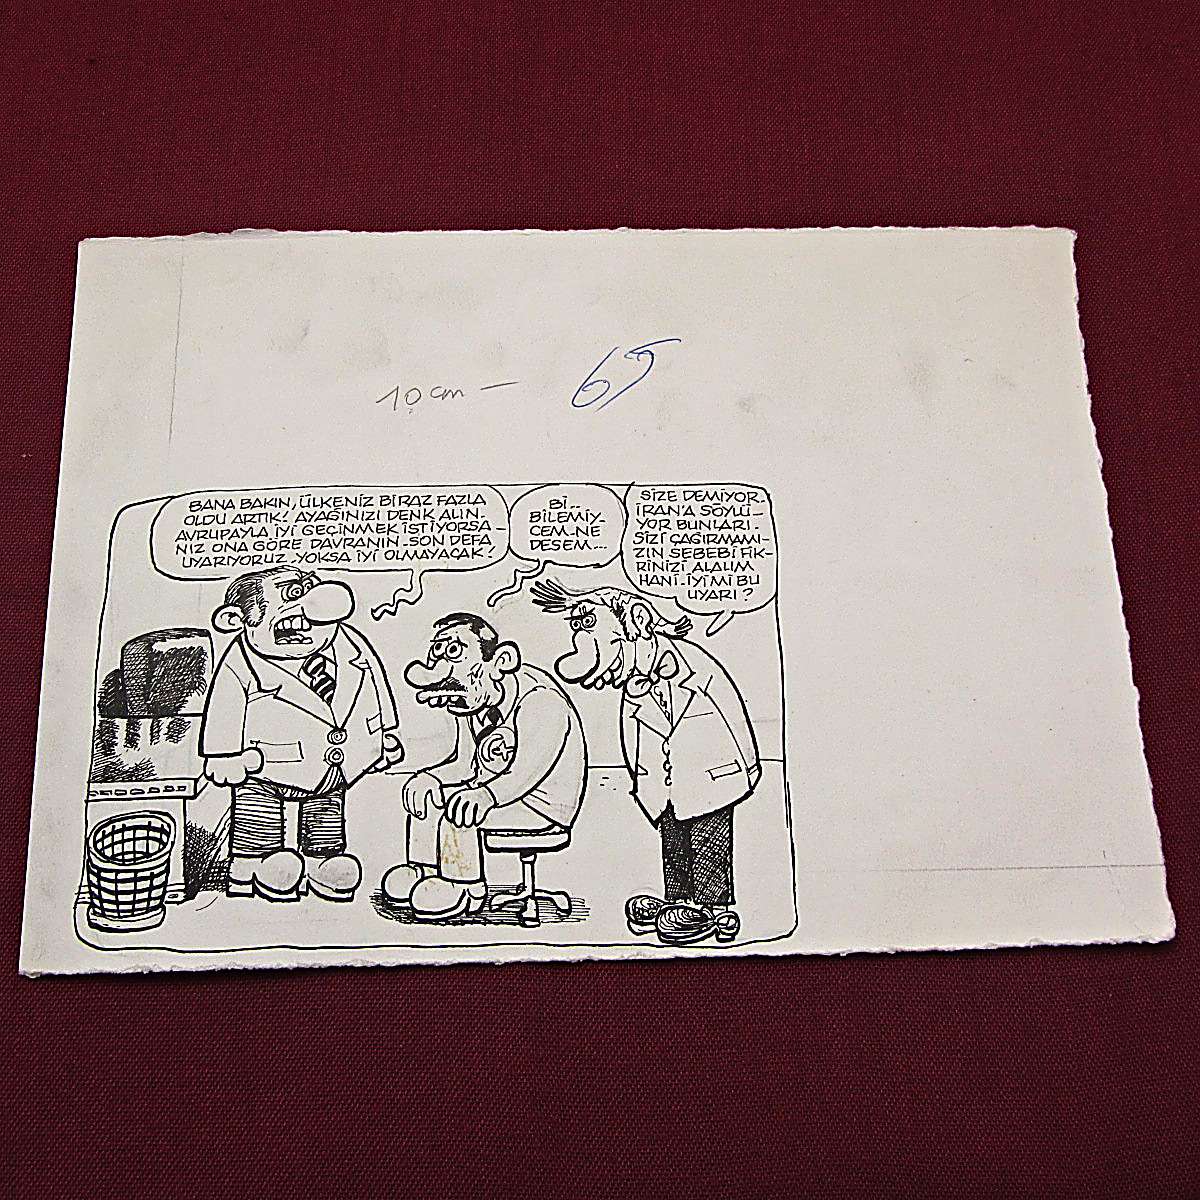 10 cm — 65
BANA BAKIN, ÜLKENİZ BİRAZ FAZLA
OLDU ARTIK! AYAĞINIZI DENK ALIN.
AVRUPAYLA İYİ GEÇİNMEK İSTİYORSA-
NIZ ONA GÖRE DAVRANIN. SON DEFA
UYARIYORUZ. YOKSA İYİ OLMAYACAK!
Bİ..
BİLEMİY-
CEM-NE
DESEM...
SİZE DEMİYOR.
İRAN'A SÖYLÜ-
YOR BUNLARI.
SİZİ ÇAĞIRMAMI-
ZIN SEBEBİ FİK-
RİNİZİ ALALIM
HANİ-İYİ Mİ BU
UYARI?